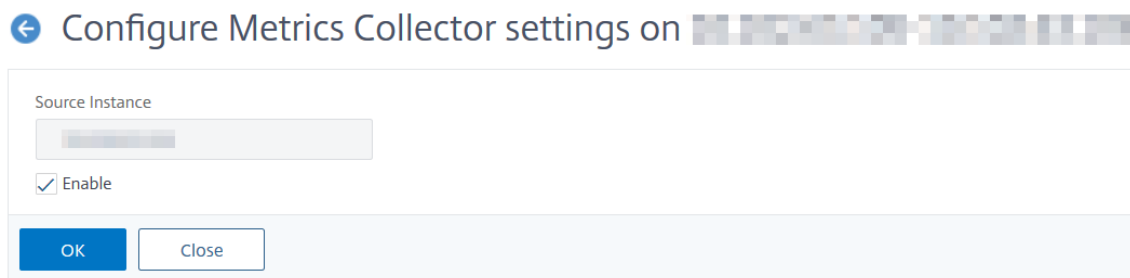 Configure Metrics Collector settings on
Source Instance
Enable
OK
Close